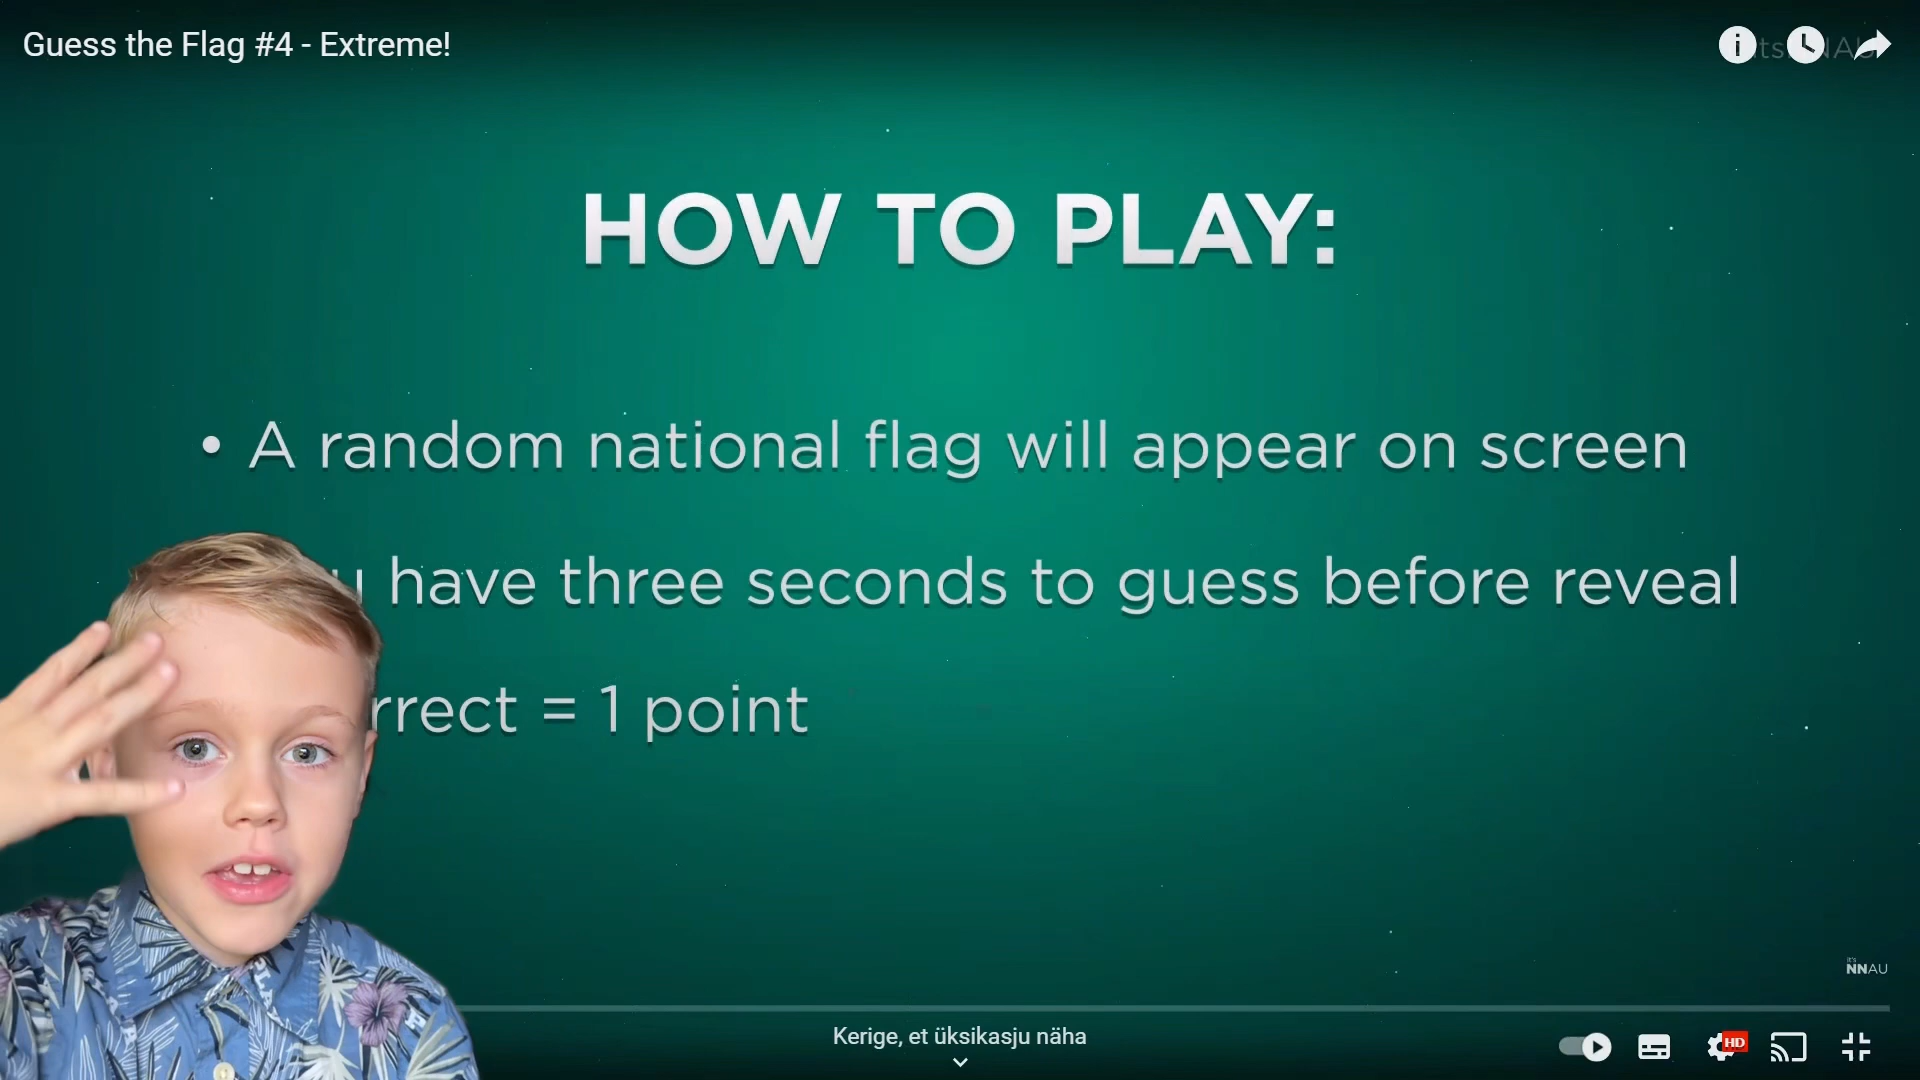 Guess the Flag #4 - Extreme!
HOW TO PLAY:
• A random national flag will appear on screen
have three seconds to guess before reveal
rrect = 1 point
it's
NNAU
Kerige, et üksikasju näha
HD